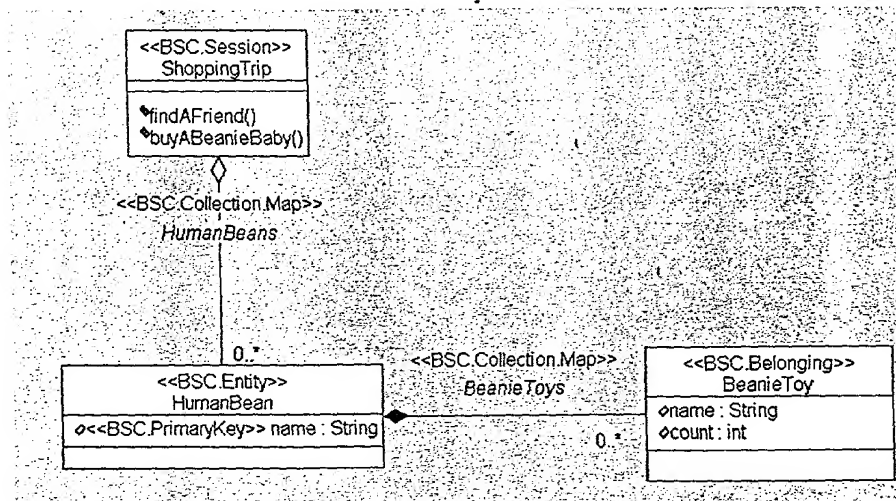 <<BSC.Session>>
ShoppingTrip
findAFriend()
buyABeanieBaby()
<<BSC.Collection.Map>>
HumanBeans
0..*
<<BSC.Entity>>
HumanBean
<<BSC.PrimaryKey>> name : String
<<BSC.Collection.Map>>
BeanieToys
0..*
<<BSC.Belonging>>
BeanieToy
name : String
count : int